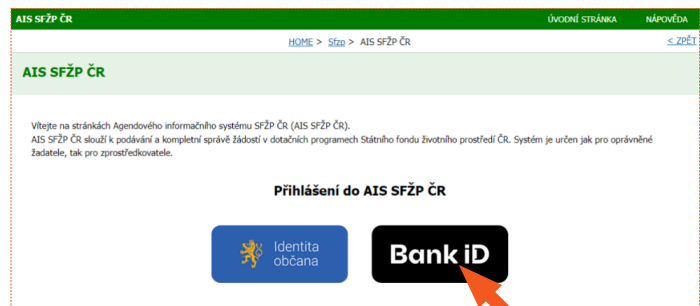 AIS SFŽP ČR ÚVODNÍ STRÁNKA NÁPOVĚDA
HOME > Sfzp > AIS SFŽP ČR < ZPĚT
AIS SFŽP ČR
Vítejte na stránkách Agendového informačního systému SFŽP ČR (AIS SFŽP ČR).
AIS SFŽP ČR slouží k podávání a kompletní správě žádostí v dotačních programech Státního fondu životního prostředí ČR. Systém je určen jak pro oprávněné
žadatele, tak pro zprostředkovatele.
Přihlášení do AIS SFŽP ČR
Identita
občana
Bank iD